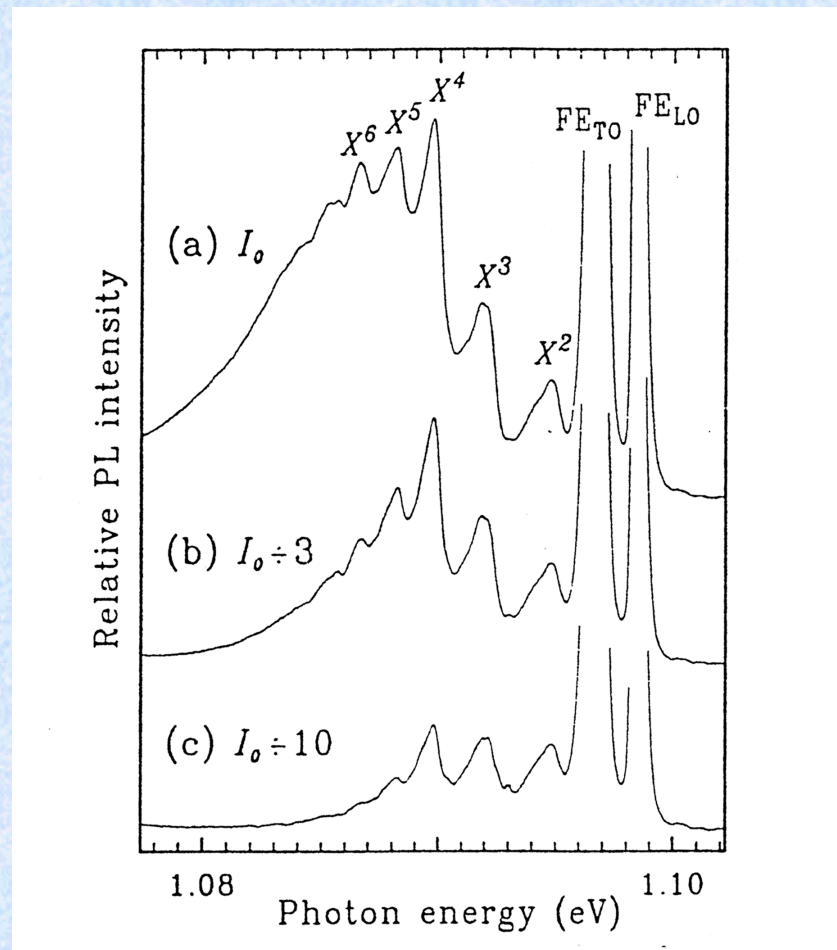 X⁴
X⁵
X⁶
FE_TO
FE_LO
(a) I₀
X³
X²
(b) I₀÷3
(c) I₀÷10
Relative PL intensity
1.08
1.10
Photon energy (eV)